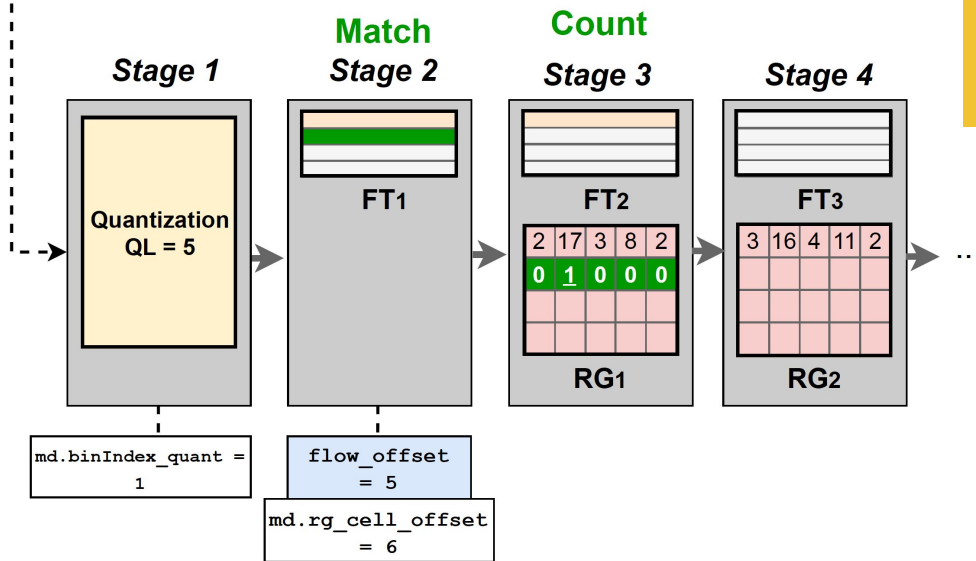 Match
Count
Stage 1
Stage 2
Stage 3
Stage 4
Quantization
QL = 5
FT1
FT2
FT3
2 17 3 8 2
0 1 0 0 0
RG1
3 16 4 11 2
RG2
..
md.binIndex_quant =
1
flow_offset
= 5
md.rg_cell_offset
= 6